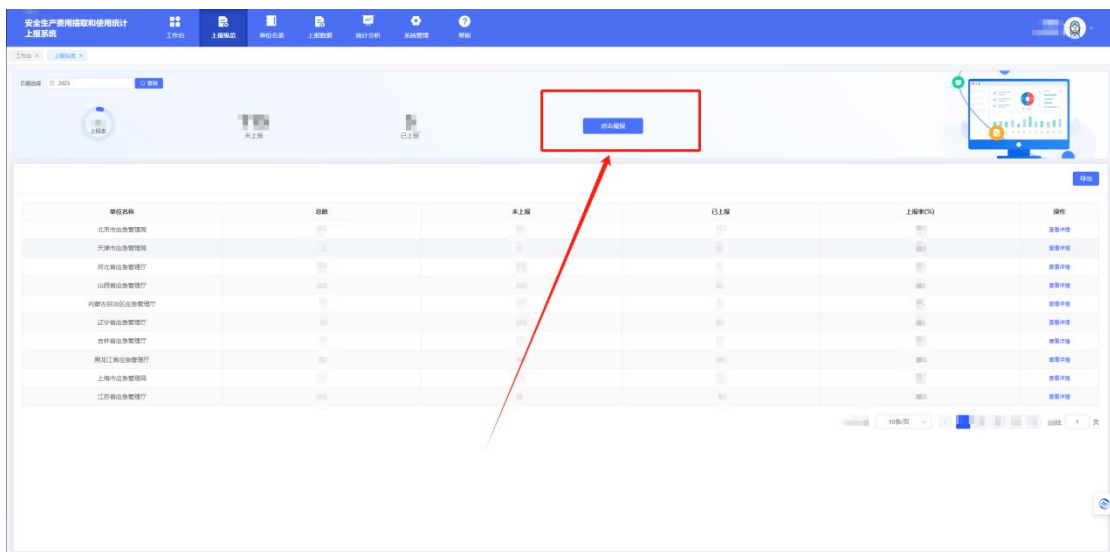 安全生产费用提取和使用统计
上报系统
工作台
上报纵览
单位名录
上报数据
统计分析
系统管理
帮助
工作台 ×
上报纵览 ×
日期选择 2023 查询
上报率
未上报
已上报
点击催报
导出
单位名称 总数 未上报 已上报 上报率(%) 操作
北京市应急管理局 查看详情
天津市应急管理局 查看详情
河北省应急管理厅 查看详情
山西省应急管理厅 查看详情
内蒙古自治区应急管理厅 查看详情
辽宁省应急管理厅 查看详情
吉林省应急管理厅 查看详情
黑龙江省应急管理厅 查看详情
上海市应急管理局 查看详情
江苏省应急管理厅 查看详情
10条/页 往 1 页